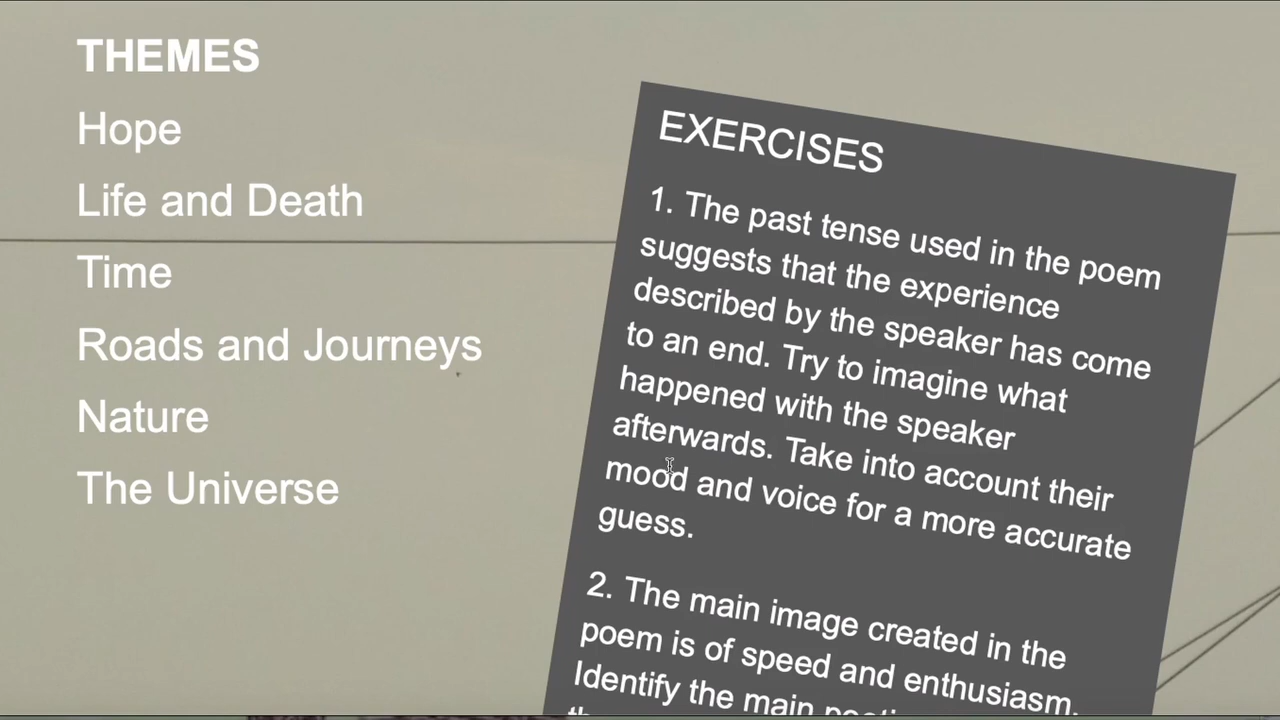 THEMES
Hope
Life and Death
Time
Roads and Journeys
Nature
The Universe
EXERCISES
1. The past tense used in the poem
suggests that the experience
described by the speaker has come
to an end. Try to imagine what
happened with the speaker
afterwards. Take into account their
mood and voice for a more accurate
guess.
2. The main image created in the
poem is of speed and enthusiasm.
Identify the main